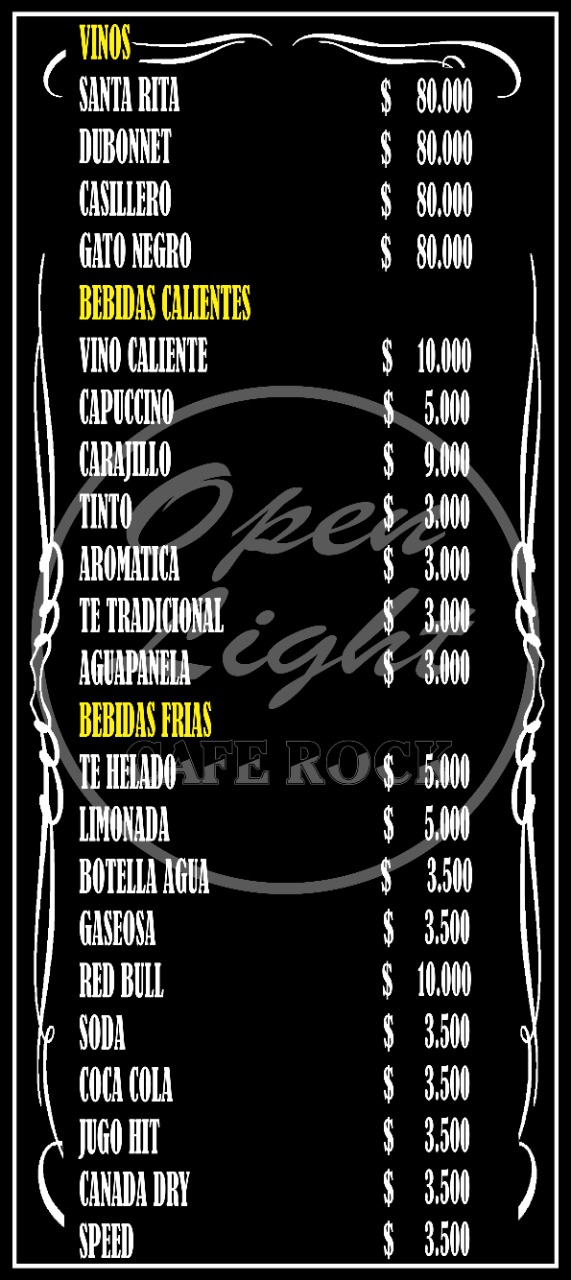 VINOS
SANTA RITA $ 80.000
DUBONNET $ 80.000
CASILLERO $ 80.000
GATO NEGRO $ 80.000
BEBIDAS CALIENTES
VINO CALIENTE $ 10.000
CAPUCCINO $ 5.000
CARAJILLO $ 9.000
Open
TINTO $ 3.000
AROMATICA $ 3.000
TE TRADICIONAL $ 3.000
Light
AGUAPANELA $ 3.000
BEBIDAS FRIAS
CAFE ROCK
TE HELADO $ 5.000
LIMONADA $ 5.000
BOTELLA AGUA $ 3.500
GASEOSA $ 3.500
RED BULL $ 10.000
SODA $ 3.500
COCA COLA $ 3.500
JUGO HIT $ 3.500
CANADA DRY $ 3.500
SPEED $ 3.500